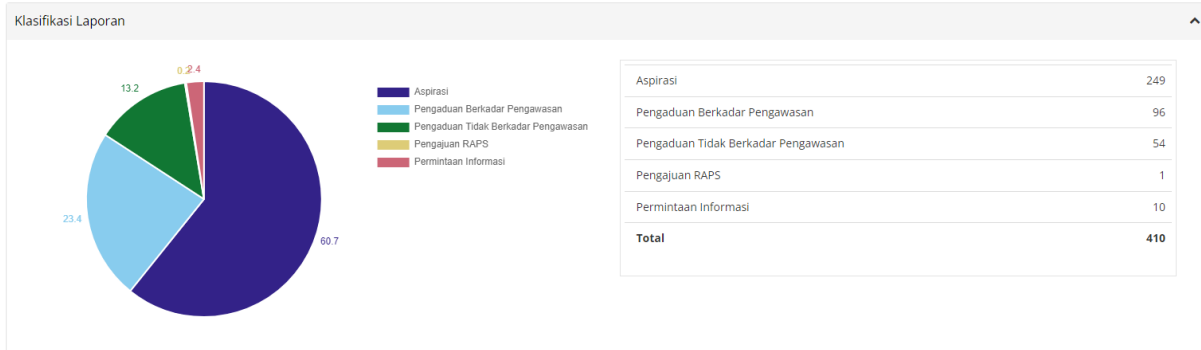 Klasifikasi Laporan
0.2
2.4
13.2
23.4
60.7
Aspirasi
Pengaduan Berkadar Pengawasan
Pengaduan Tidak Berkadar Pengawasan
Pengajuan RAPS
Permintaan Informasi
Aspirasi 249
Pengaduan Berkadar Pengawasan 96
Pengaduan Tidak Berkadar Pengawasan 54
Pengajuan RAPS 1
Permintaan Informasi 10
Total 410